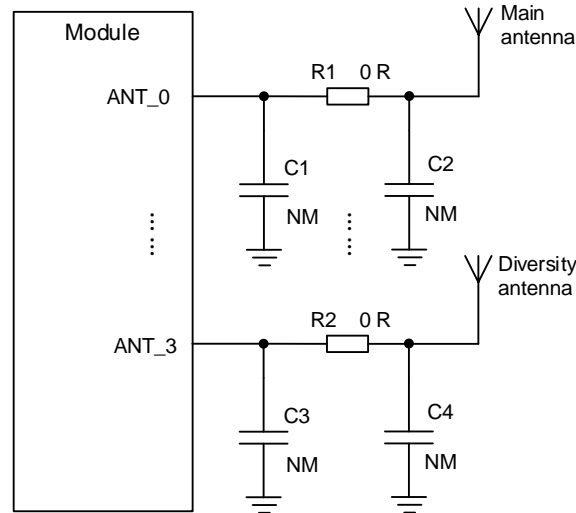 Main
antenna
Module
R1 0 R
ANT_0
C1
C2
NM
NM
Diversity
antenna
R2 0 R
ANT_3
C3
C4
NM
NM